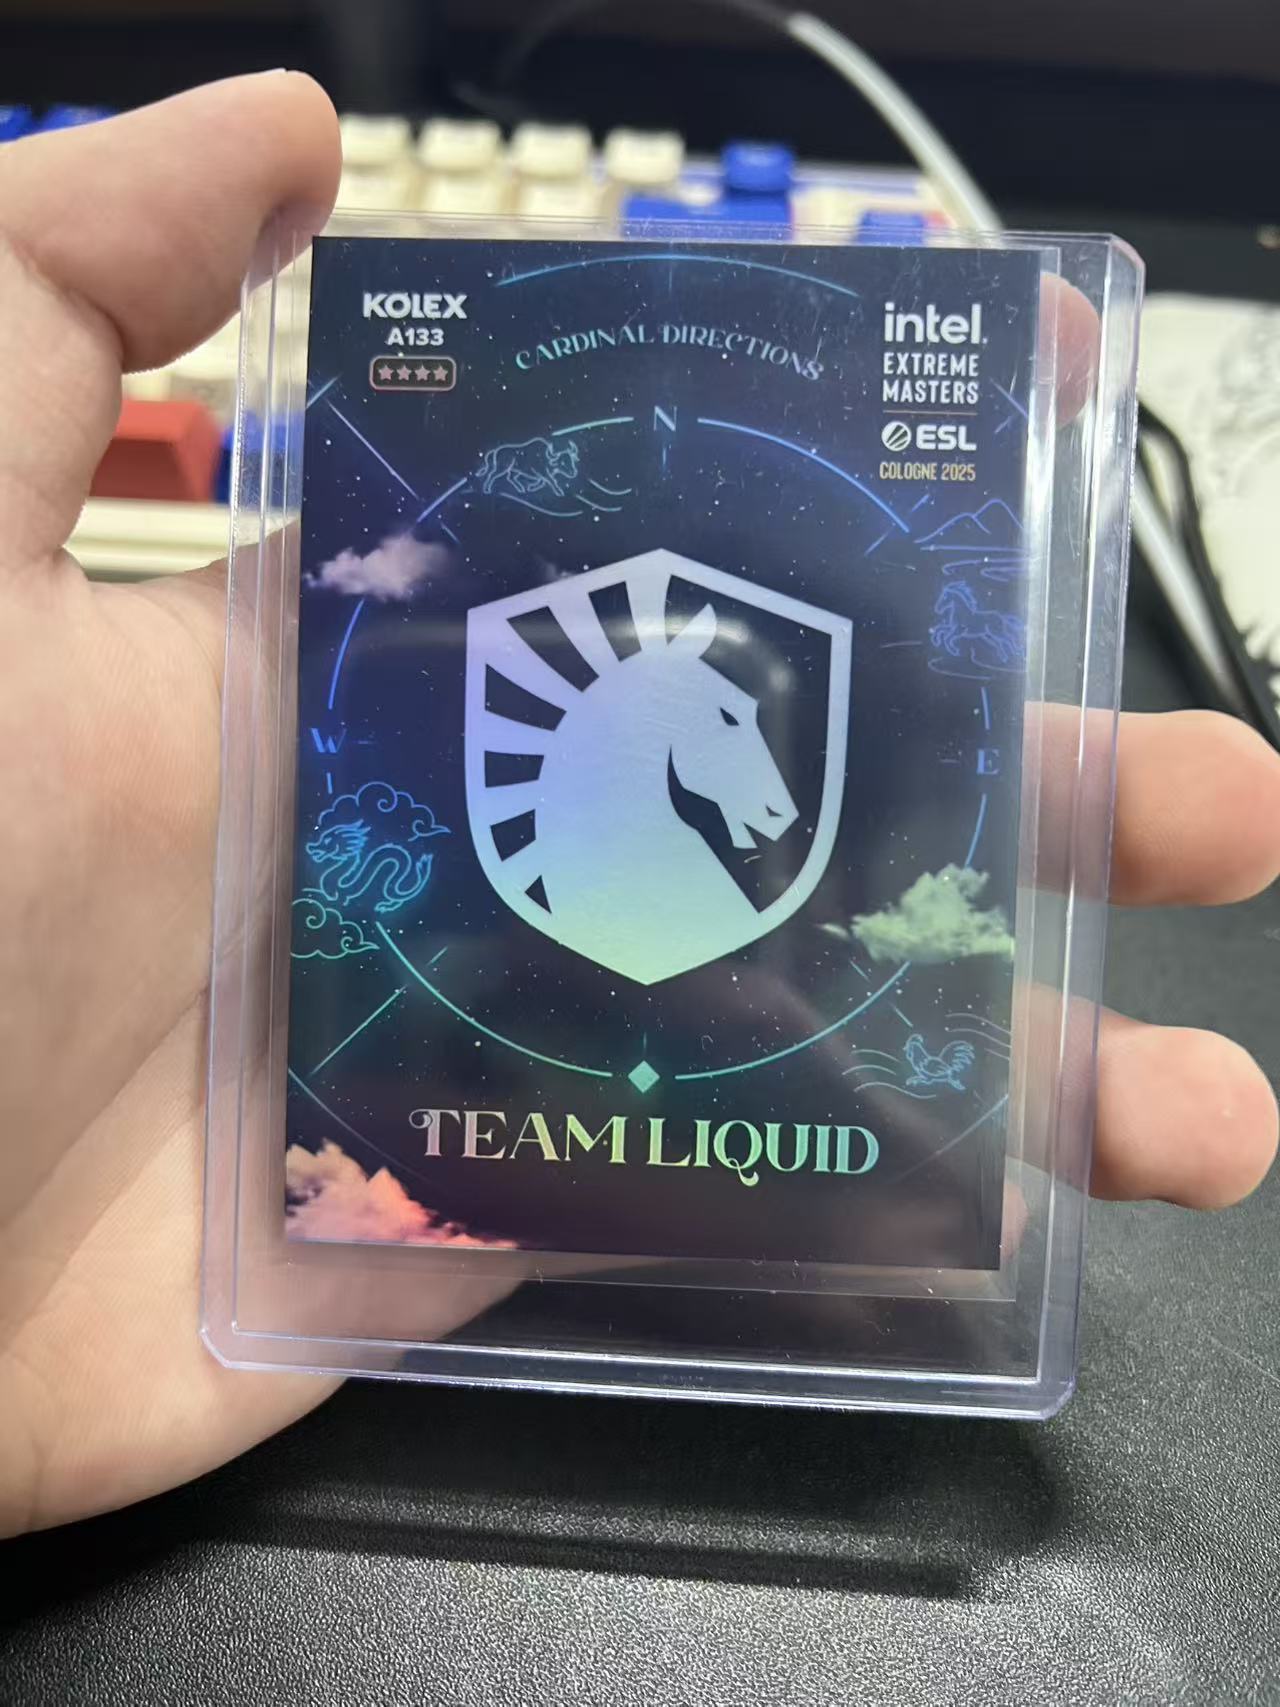 KOLEX
A133
CARDINAL DIRECTIONS
intel.
EXTREME
MASTERS
ESL
COLOGNE 2025
N
W
E
TEAM LIQUID